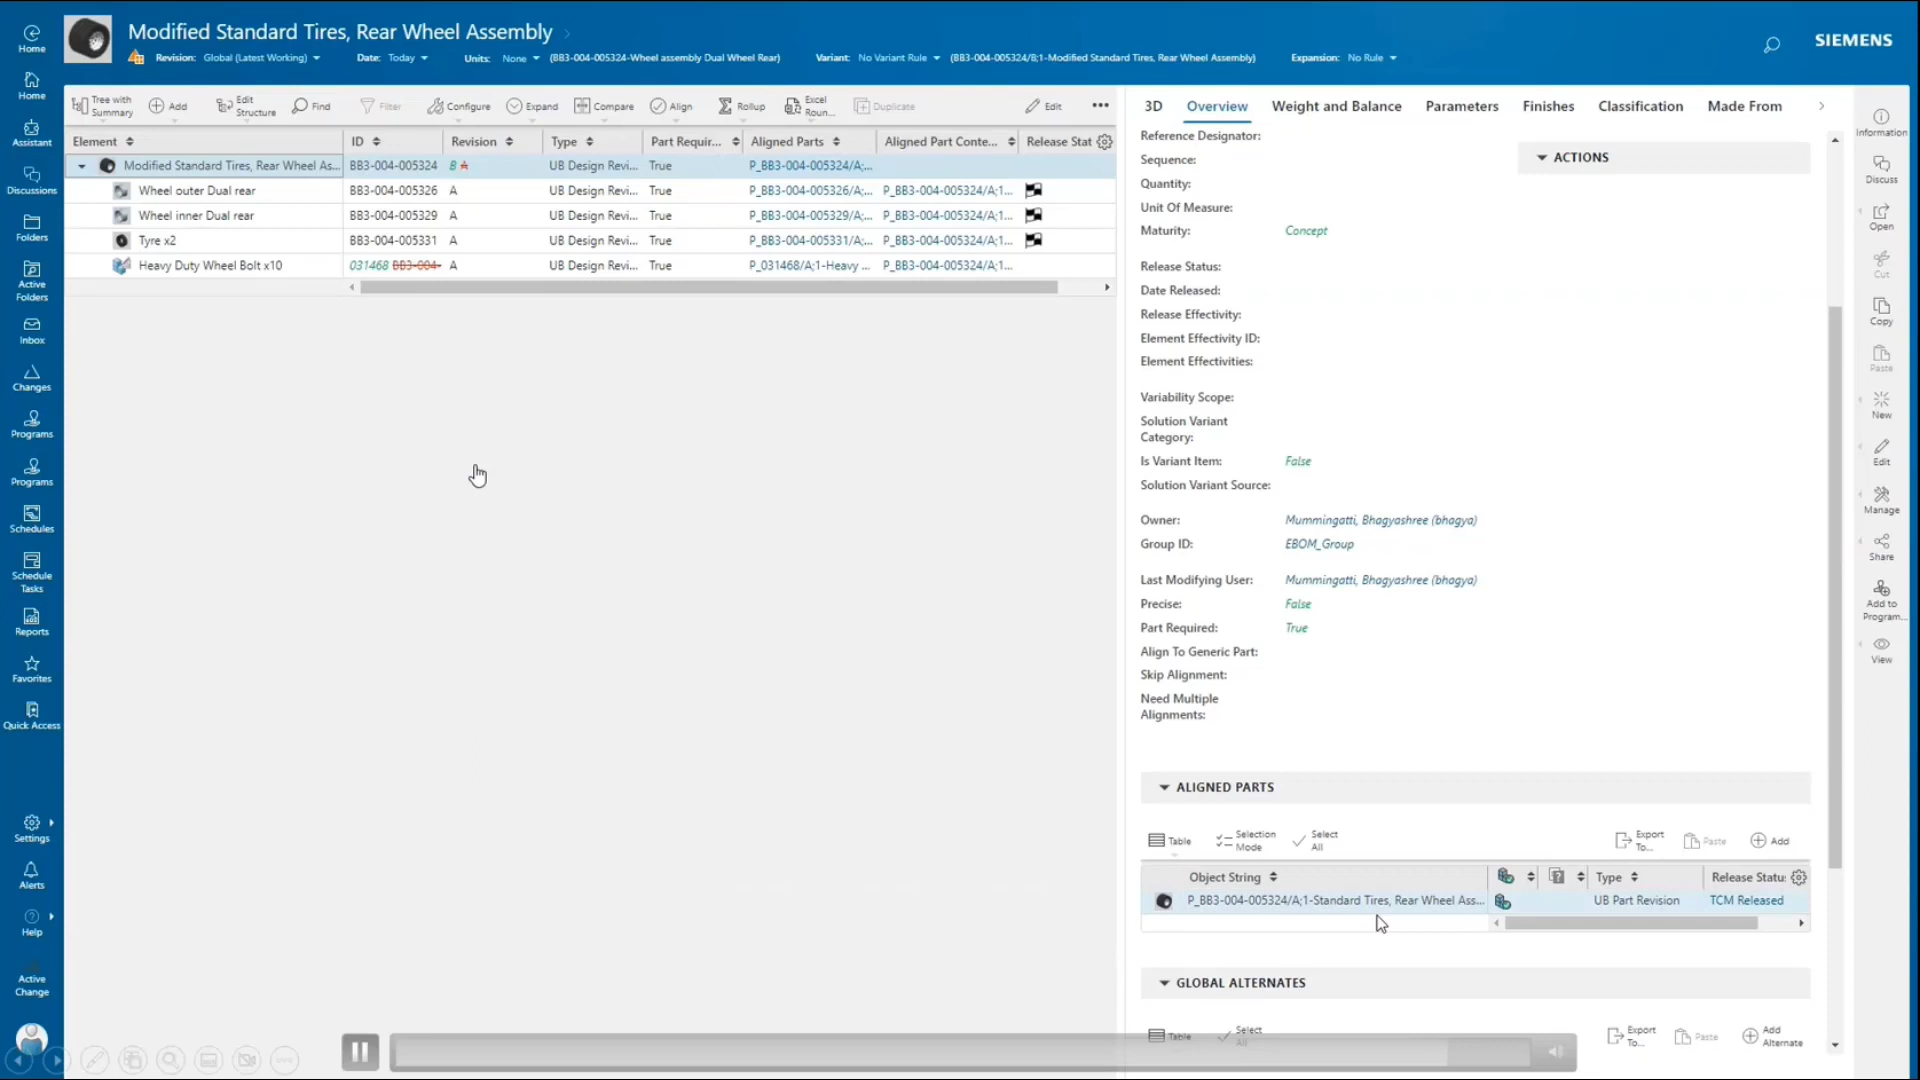 Modified Standard Tires, Rear Wheel Assembly
Revision: Global (Latest Working) Date: Today Units: None (BB3-004-005324-Wheel assembly Dual Wheel Rear) Variant: No Variant Rule (BB3-004-005324/B;1-Modified Standard Tires, Rear Wheel Assembly) Expansion: No Rule
SIEMENS
Home
Home
Assistant
Discussions
Folders
Active
Folders
Inbox
Changes
Programs
Programs
Schedules
Schedule
Tasks
Reports
Favorites
Quick Access
Settings
Alerts
Help
Active
Change
Tree with
Summary
Add
Edit
Structure
Find
Filter
Configure
Expand
Compare
Align
Rollup
Excel
Roun...
Duplicate
Edit
Element ID Revision Type Part Requir... Aligned Parts Aligned Part Conte... Release Stat
Modified Standard Tires, Rear Wheel As... BB3-004-005324 B A UB Design Revi... True P_BB3-004-005324/A;...
Wheel outer Dual rear BB3-004-005326 A UB Design Revi... True P_BB3-004-005326/A;... P_BB3-004-005324/A;1...
Wheel inner Dual rear BB3-004-005329 A UB Design Revi... True P_BB3-004-005329/A;... P_BB3-004-005324/A;1...
Tyre x2 BB3-004-005331 A UB Design Revi... True P_BB3-004-005331/A;... P_BB3-004-005324/A;1...
Heavy Duty Wheel Bolt x10 031468 BB3-004- A UB Design Revi... True P_031468/A;1-Heavy ... P_BB3-004-005324/A;1...
3D Overview Weight and Balance Parameters Finishes Classification Made From
Reference Designator:
Sequence:
Quantity:
Unit Of Measure:
Maturity: Concept
Release Status:
Date Released:
Release Effectivity:
Element Effectivity ID:
Element Effectivities:
Variability Scope:
Solution Variant
Category:
Is Variant Item: False
Solution Variant Source:
Owner: Mummingatti, Bhagyashree (bhagya)
Group ID: EBOM_Group
Last Modifying User: Mummingatti, Bhagyashree (bhagya)
Precise: False
Part Required: True
Align To Generic Part:
Skip Alignment:
Need Multiple
Alignments:
ACTIONS
ALIGNED PARTS
Table
Selection
Mode
Select
All
Export
To...
Paste
Add
Object String Type Release Status
P_BB3-004-005324/A;1-Standard Tires, Rear Wheel Ass... UB Part Revision TCM Released
GLOBAL ALTERNATES
Table
Select
All
Export
To...
Paste
Add
Alternate
Information
Discuss
Open
Cut
Copy
Paste
New
Edit
Manage
Share
Add to
Program...
View